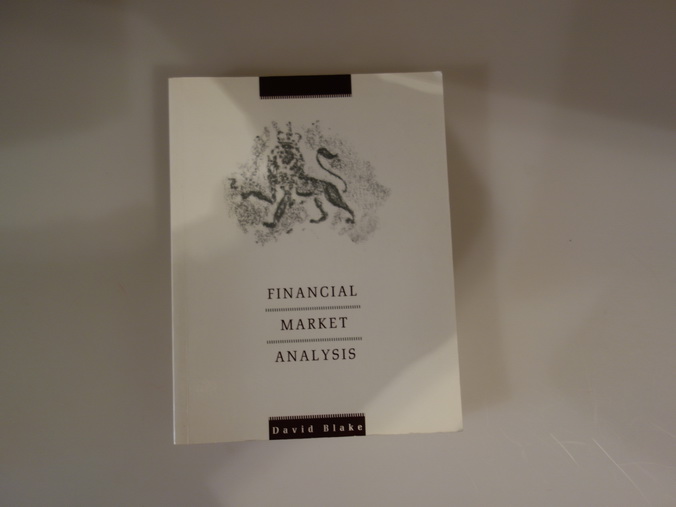 FINANCIAL
MARKET
ANALYSIS
David Blake